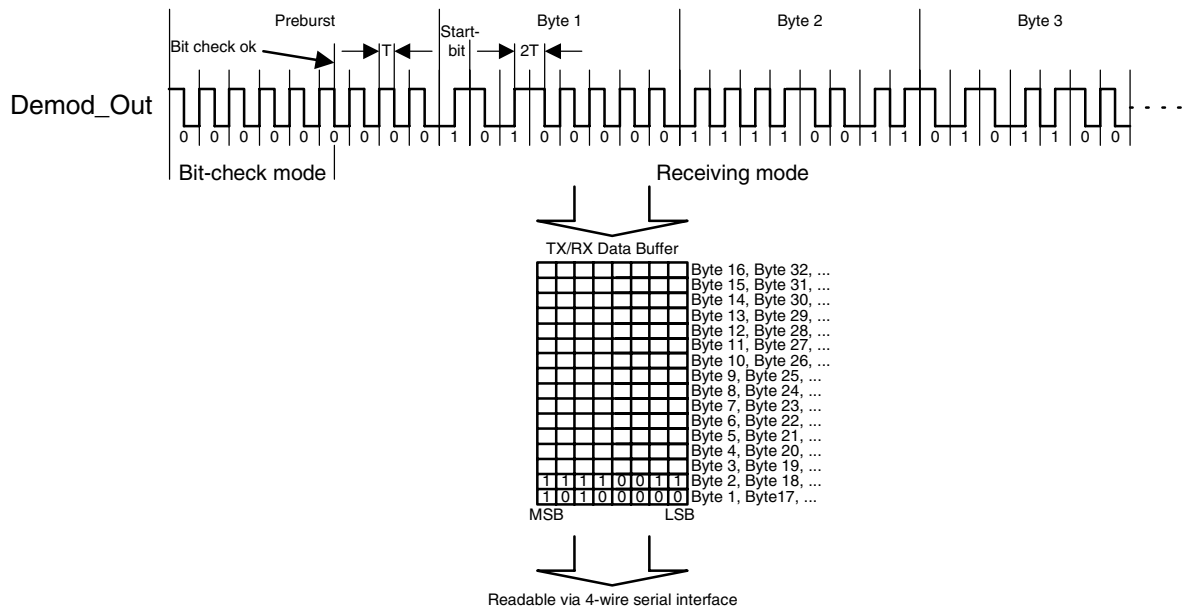 Preburst
Byte 1
Byte 2
Byte 3
Start-
bit
Bit check ok
T
2T
Demod_Out
0 0 0 0 0 0 0 0 0 1 0 1 0 0 0 0 0 1 1 1 1 0 0 1 1 0 1 0 1 1 0 0
Bit-check mode
Receiving mode
TX/RX Data Buffer
Byte 16, Byte 32, ...
Byte 15, Byte 31, ...
Byte 14, Byte 30, ...
Byte 13, Byte 29, ...
Byte 12, Byte 28, ...
Byte 11, Byte 27, ...
Byte 10, Byte 26, ...
Byte 9, Byte 25, ...
Byte 8, Byte 24, ...
Byte 7, Byte 23, ...
Byte 6, Byte 22, ...
Byte 5, Byte 21, ...
Byte 4, Byte 20, ...
Byte 3, Byte 19, ...
1 1 1 1 0 0 1 1 Byte 2, Byte 18, ...
1 0 1 0 0 0 0 0 Byte 1, Byte17, ...
MSB LSB
Readable via 4-wire serial interface